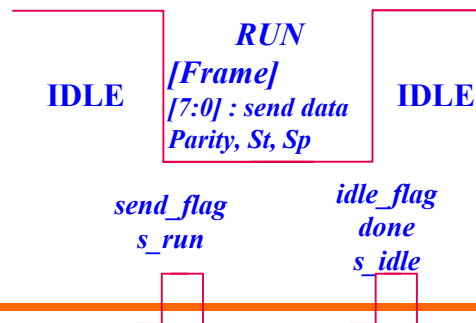 RUN
[Frame]
IDLE
[7:0] : send data
IDLE
Parity, St, Sp
send_flag
s_run
idle_flag
done
s_idle